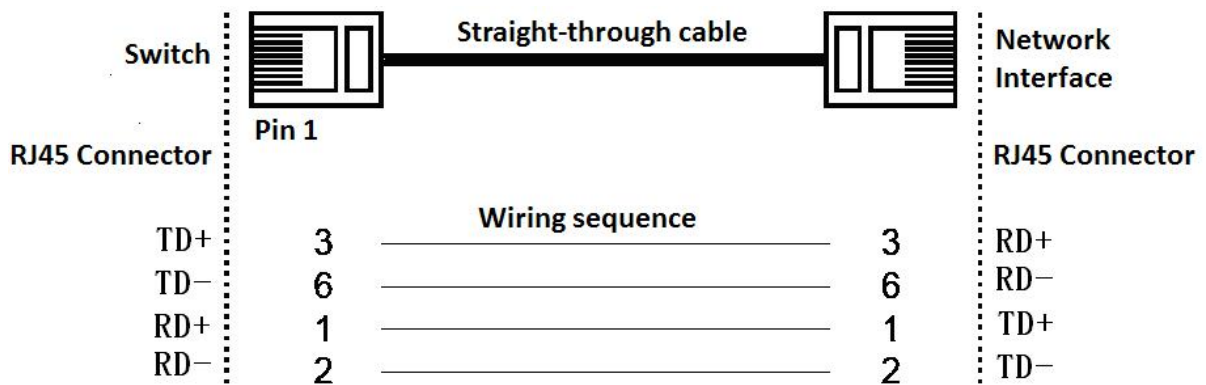 Straight-through cable
Switch
Network
Interface
Pin 1
RJ45 Connector
RJ45 Connector
Wiring sequence
TD+ 3 3 RD+
TD- 6 6 RD-
RD+ 1 1 TD+
RD- 2 2 TD-